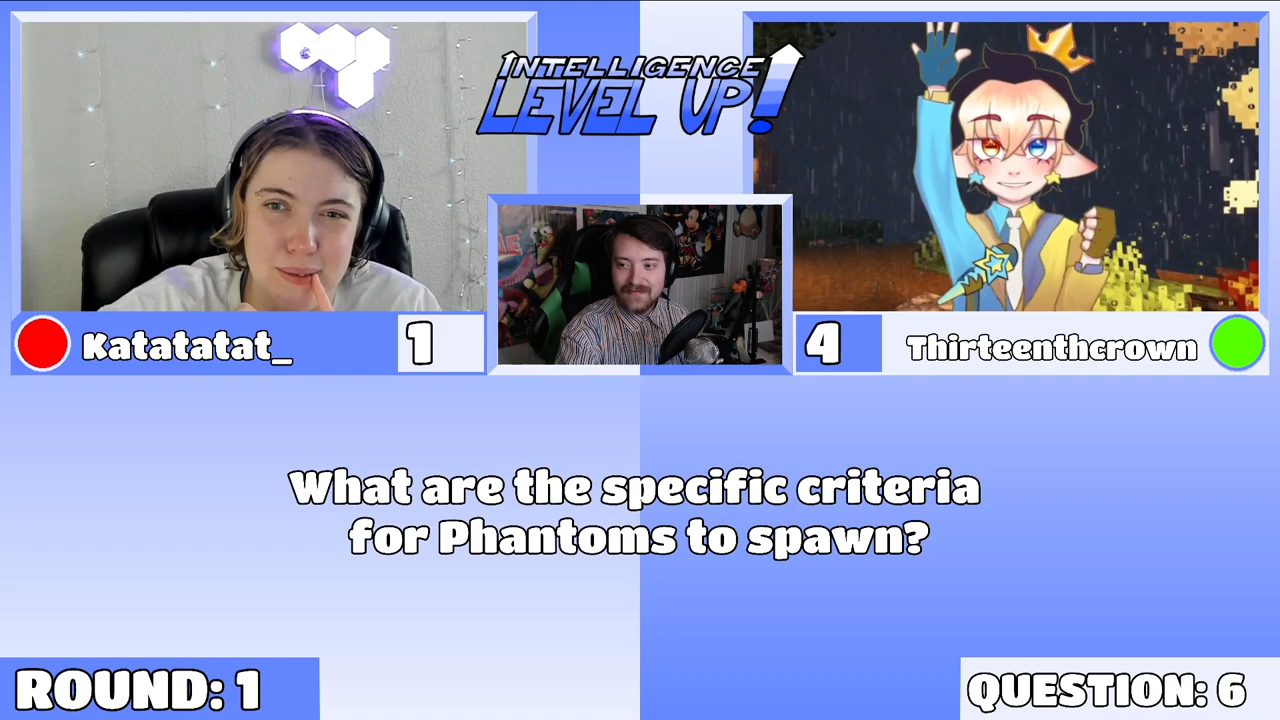 INTELLIGENCE
LEVEL UP!
Katatatat_
1
4
Thirteenthcrown
What are the specific criteria
for Phantoms to spawn?
ROUND: 1
QUESTION: 6